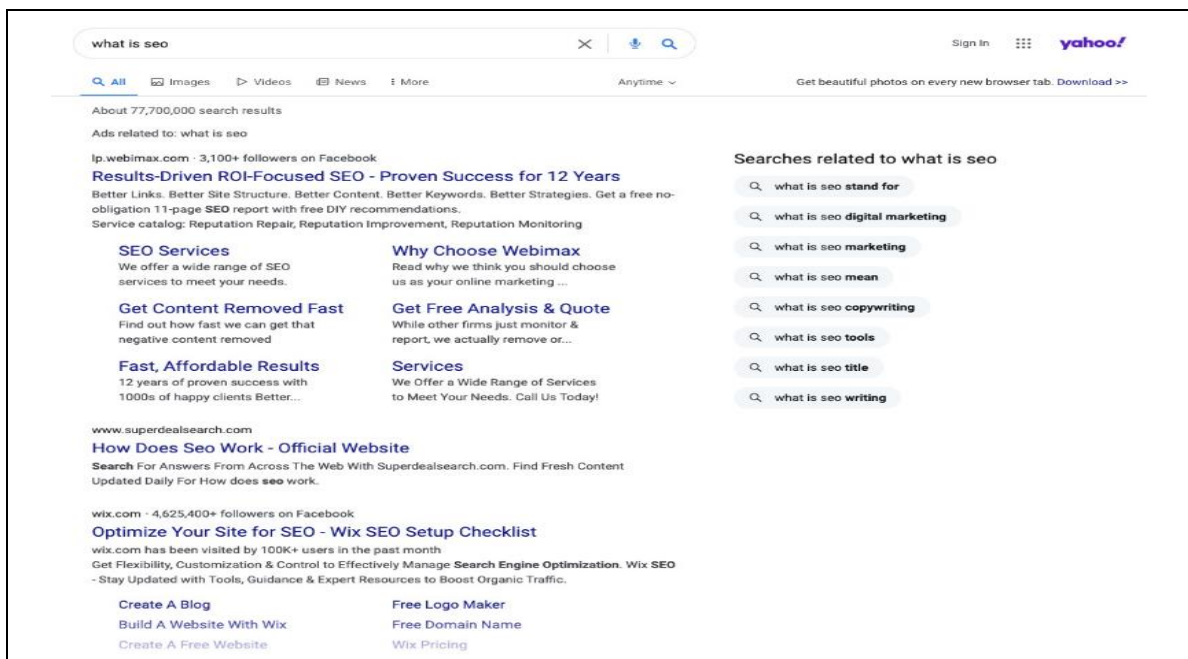 what is seo
Sign In
yahoo!
All Images Videos News More
Anytime
Get beautiful photos on every new browser tab. Download >>
About 77,700,000 search results
Ads related to: what is seo
lp.webimax.com · 3,100+ followers on Facebook
Results-Driven ROI-Focused SEO - Proven Success for 12 Years
Better Links. Better Site Structure. Better Content. Better Keywords. Better Strategies. Get a free no-
obligation 11-page SEO report with free DIY recommendations.
Service catalog: Reputation Repair, Reputation Improvement, Reputation Monitoring
SEO Services
We offer a wide range of SEO
services to meet your needs.
Why Choose Webimax
Read why we think you should choose
us as your online marketing ...
Get Content Removed Fast
Find out how fast we can get that
negative content removed
Get Free Analysis & Quote
While other firms just monitor &
report, we actually remove or...
Fast, Affordable Results
12 years of proven success with
1000s of happy clients Better...
Services
We Offer a Wide Range of Services
to Meet Your Needs. Call Us Today!
www.superdealsearch.com
How Does Seo Work - Official Website
Search For Answers From Across The Web With Superdealsearch.com. Find Fresh Content
Updated Daily For How does seo work.
wix.com · 4,625,400+ followers on Facebook
Optimize Your Site for SEO - Wix SEO Setup Checklist
wix.com has been visited by 100K+ users in the past month
Get Flexibility, Customization & Control to Effectively Manage Search Engine Optimization. Wix SEO
- Stay Updated with Tools, Guidance & Expert Resources to Boost Organic Traffic.
Create A Blog
Free Logo Maker
Build A Website With Wix
Free Domain Name
Create A Free Website
Wix Pricing
Searches related to what is seo
what is seo stand for
what is seo digital marketing
what is seo marketing
what is seo mean
what is seo copywriting
what is seo tools
what is seo title
what is seo writing